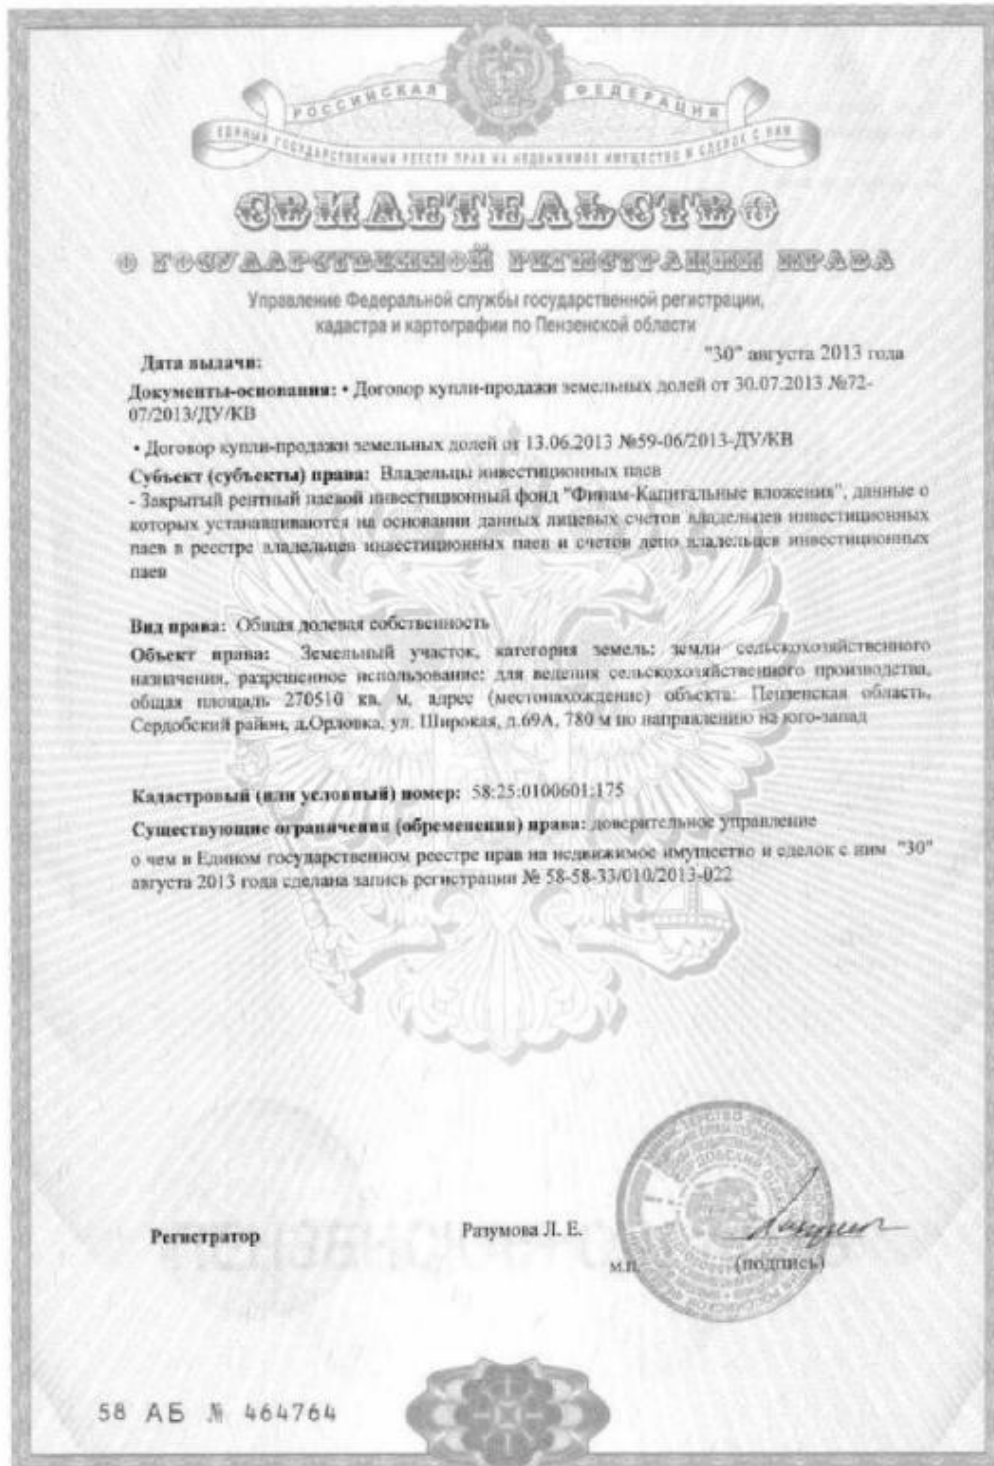 РОССИЙСКАЯ ФЕДЕРАЦИЯ
ЕДИНЫЙ ГОСУДАРСТВЕННЫЙ РЕЕСТР ПРАВ НА НЕДВИЖИМОЕ ИМУЩЕСТВО И СДЕЛОК С НИМ
СВИДЕТЕЛЬСТВО
О ГОСУДАРСТВЕННОЙ РЕГИСТРАЦИИ ПРАВА
Управление Федеральной службы государственной регистрации,
кадастра и картографии по Пензенской области
Дата выдачи: "30" августа 2013 года
Документы-основания: • Договор купли-продажи земельных долей от 30.07.2013 №72-
07/2013/ДУ/КВ
• Договор купли-продажи земельных долей от 13.06.2013 №59-06/2013-ДУ/КВ
Субъект (субъекты) права: Владельцы инвестиционных паев
- Закрытый рентный паевой инвестиционный фонд "Финам-Капитальные вложения", данные о
которых устанавливаются на основании данных лицевых счетов владельцев инвестиционных
паев в реестре владельцев инвестиционных паев и счетов депо владельцев инвестиционных
паев
Вид права: Общая долевая собственность
Объект права: Земельный участок, категория земель: земли сельскохозяйственного
назначения, разрешенное использование: для ведения сельскохозяйственного производства,
общая площадь 270510 кв. м, адрес (местонахождение) объекта: Пензенская область,
Сердобский район, д.Орловка, ул. Широкая, д.69А, 780 м по направлению на юго-запад
Кадастровый (или условный) номер: 58:25:0100601:175
Существующие ограничения (обременения) права: доверительное управление
о чем в Едином государственном реестре прав на недвижимое имущество и сделок с ним "30"
августа 2013 года сделана запись регистрации № 58-58-33/010/2013-022
Регистратор Разумова Л. Е.
м.п. (подпись)
58 АБ № 464764